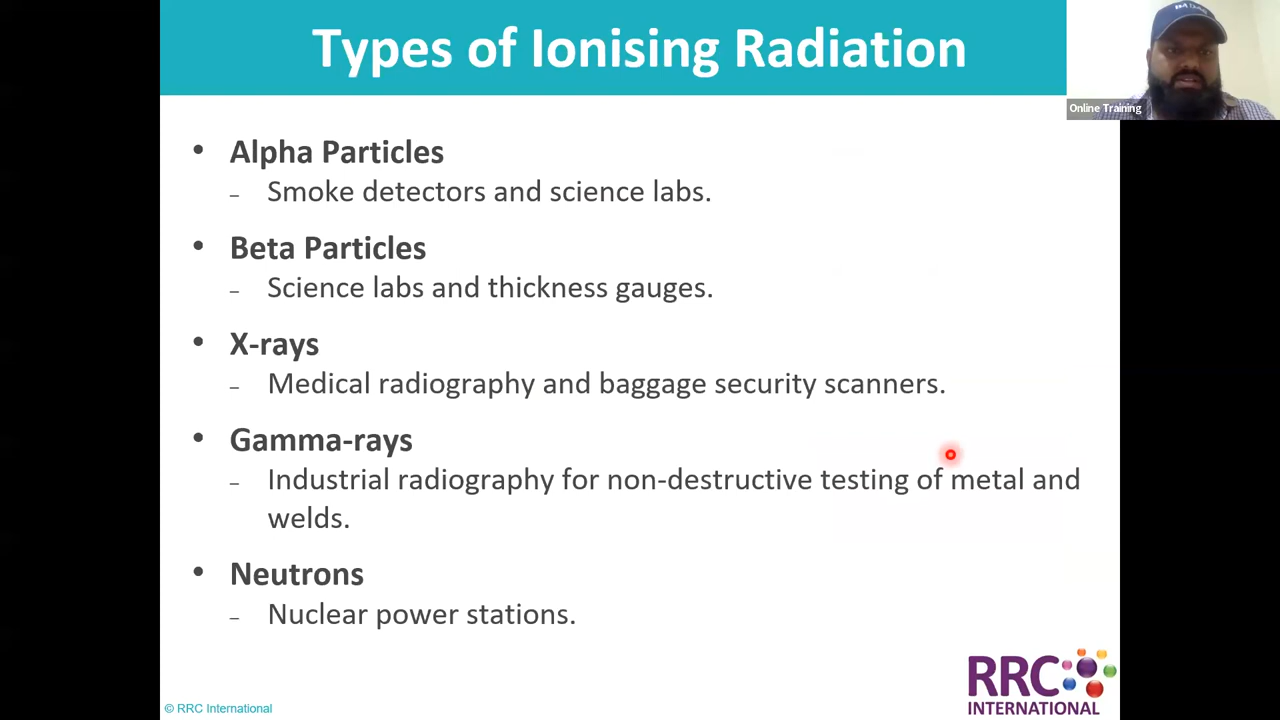 Types of Ionising Radiation
Online Training
• Alpha Particles
– Smoke detectors and science labs.
• Beta Particles
– Science labs and thickness gauges.
• X-rays
– Medical radiography and baggage security scanners.
• Gamma-rays
– Industrial radiography for non-destructive testing of metal and
welds.
• Neutrons
– Nuclear power stations.
RRC
INTERNATIONAL
© RRC International